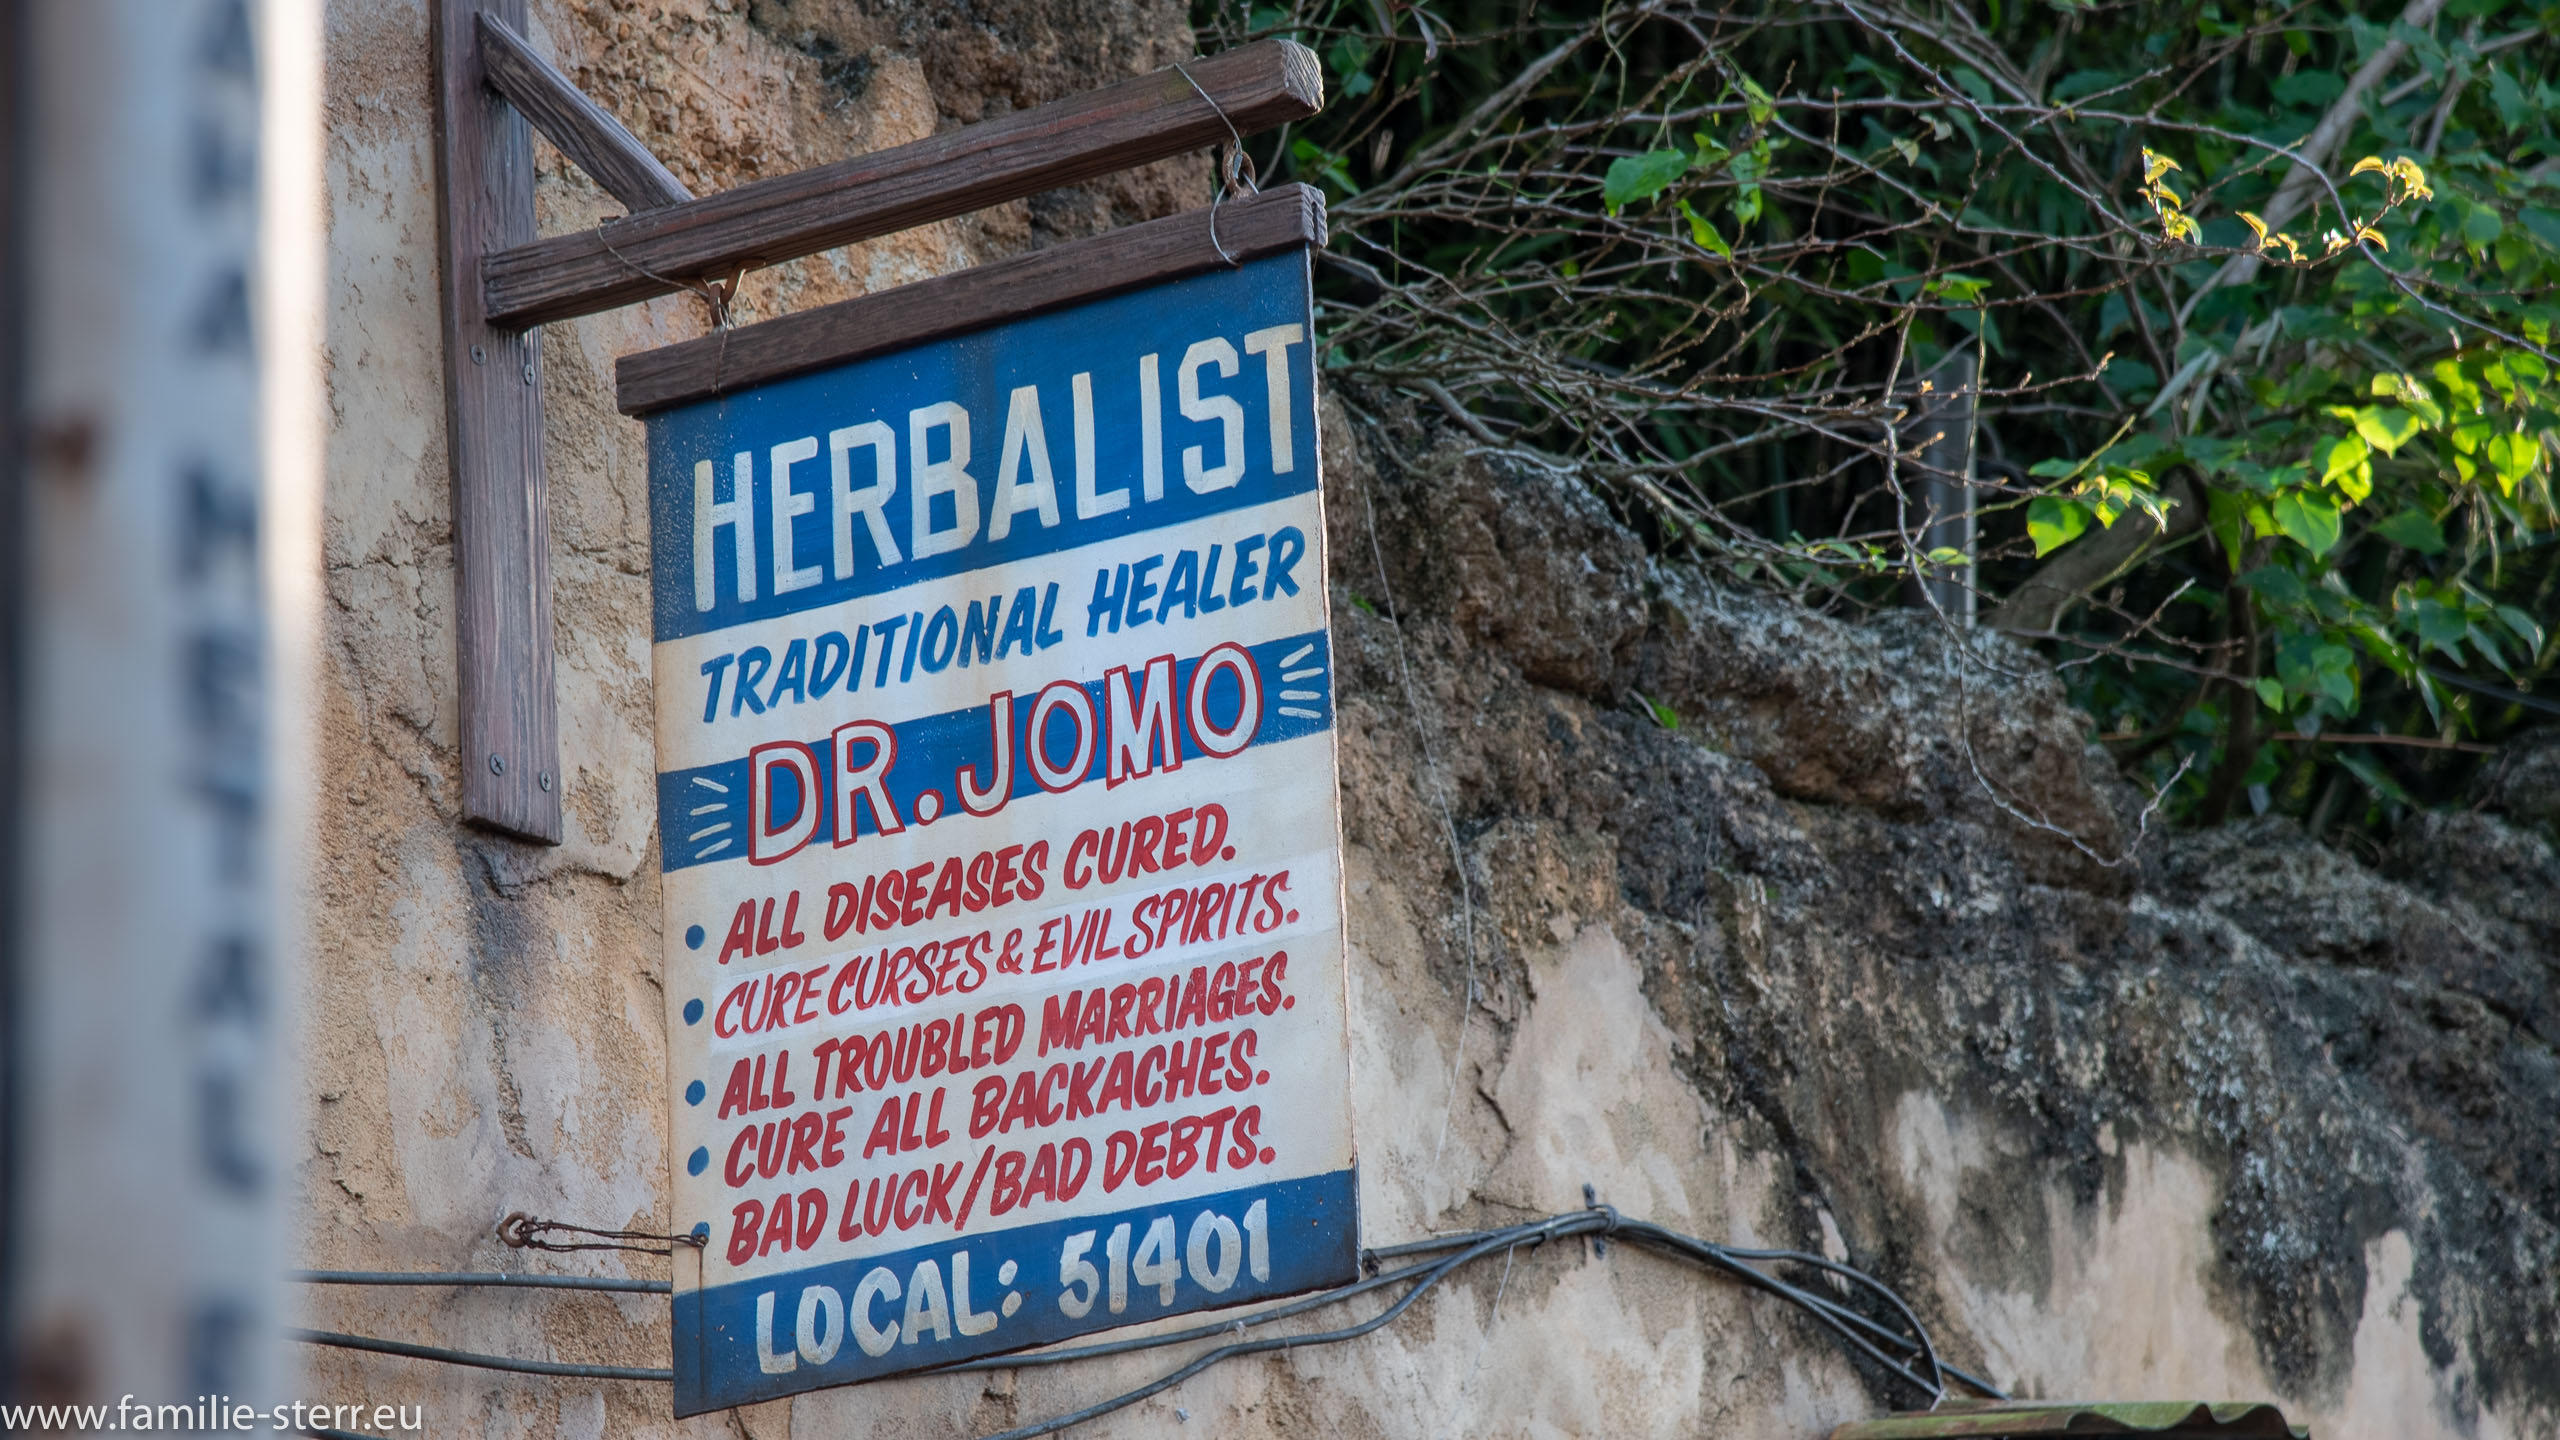 HERBALIST
TRADITIONAL HEALER
DR. JOMO
• ALL DISEASES CURED.
• CURE CURSES & EVIL SPIRITS.
• ALL TROUBLED MARRIAGES.
• CURE ALL BACKACHES.
• BAD LUCK/BAD DEBTS.
LOCAL: 51401
www.familie-sterr.eu